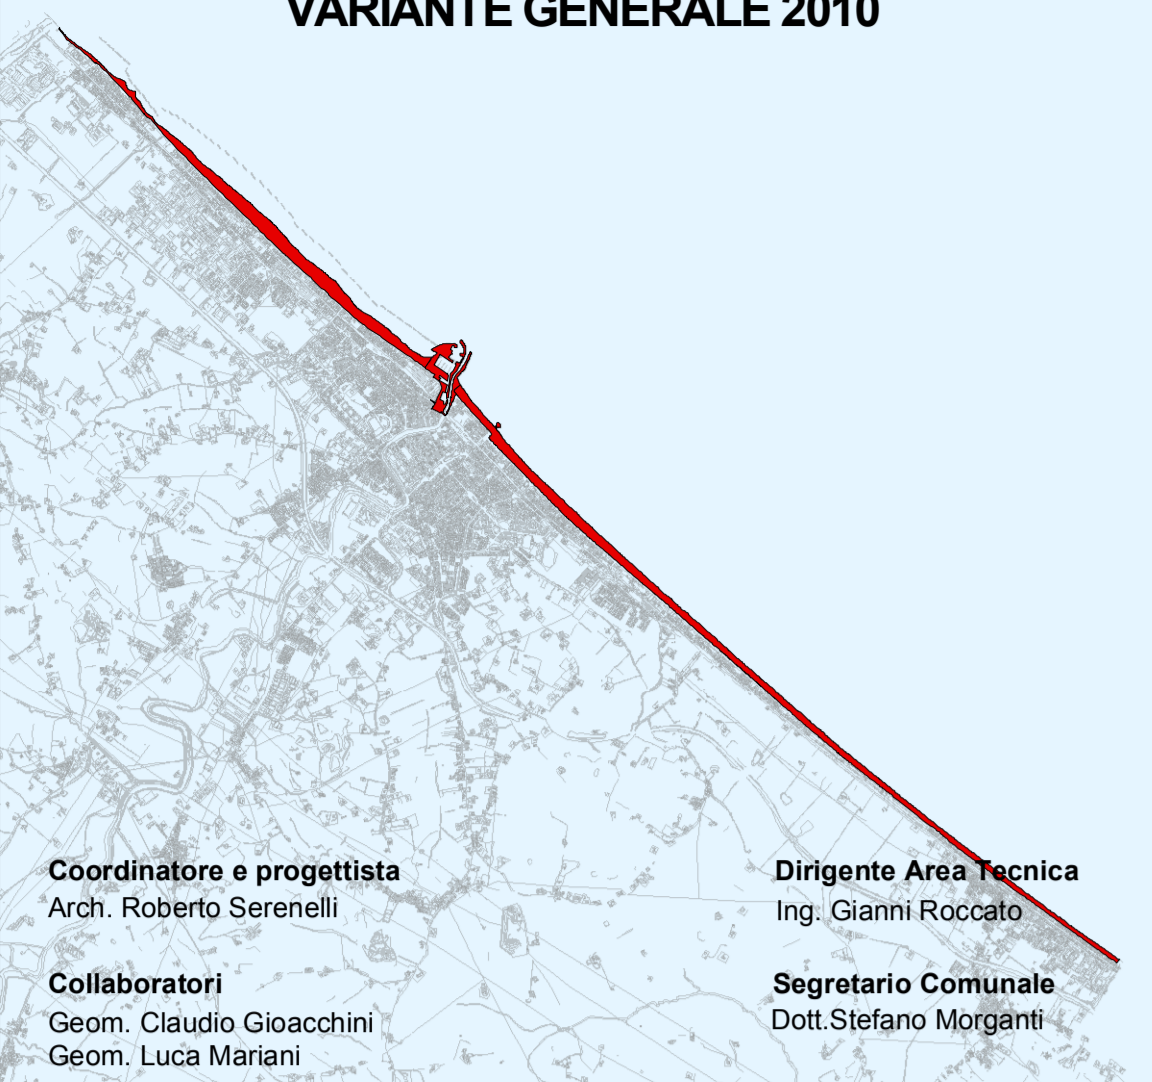 VARIANTE GENERALE 2010
Coordinatore e progettista
Arch. Roberto Serenelli
Collaboratori
Geom. Claudio Gioacchini
Geom. Luca Mariani
Dirigente Area Tecnica
Ing. Gianni Roccato
Segretario Comunale
Dott.Stefano Morganti